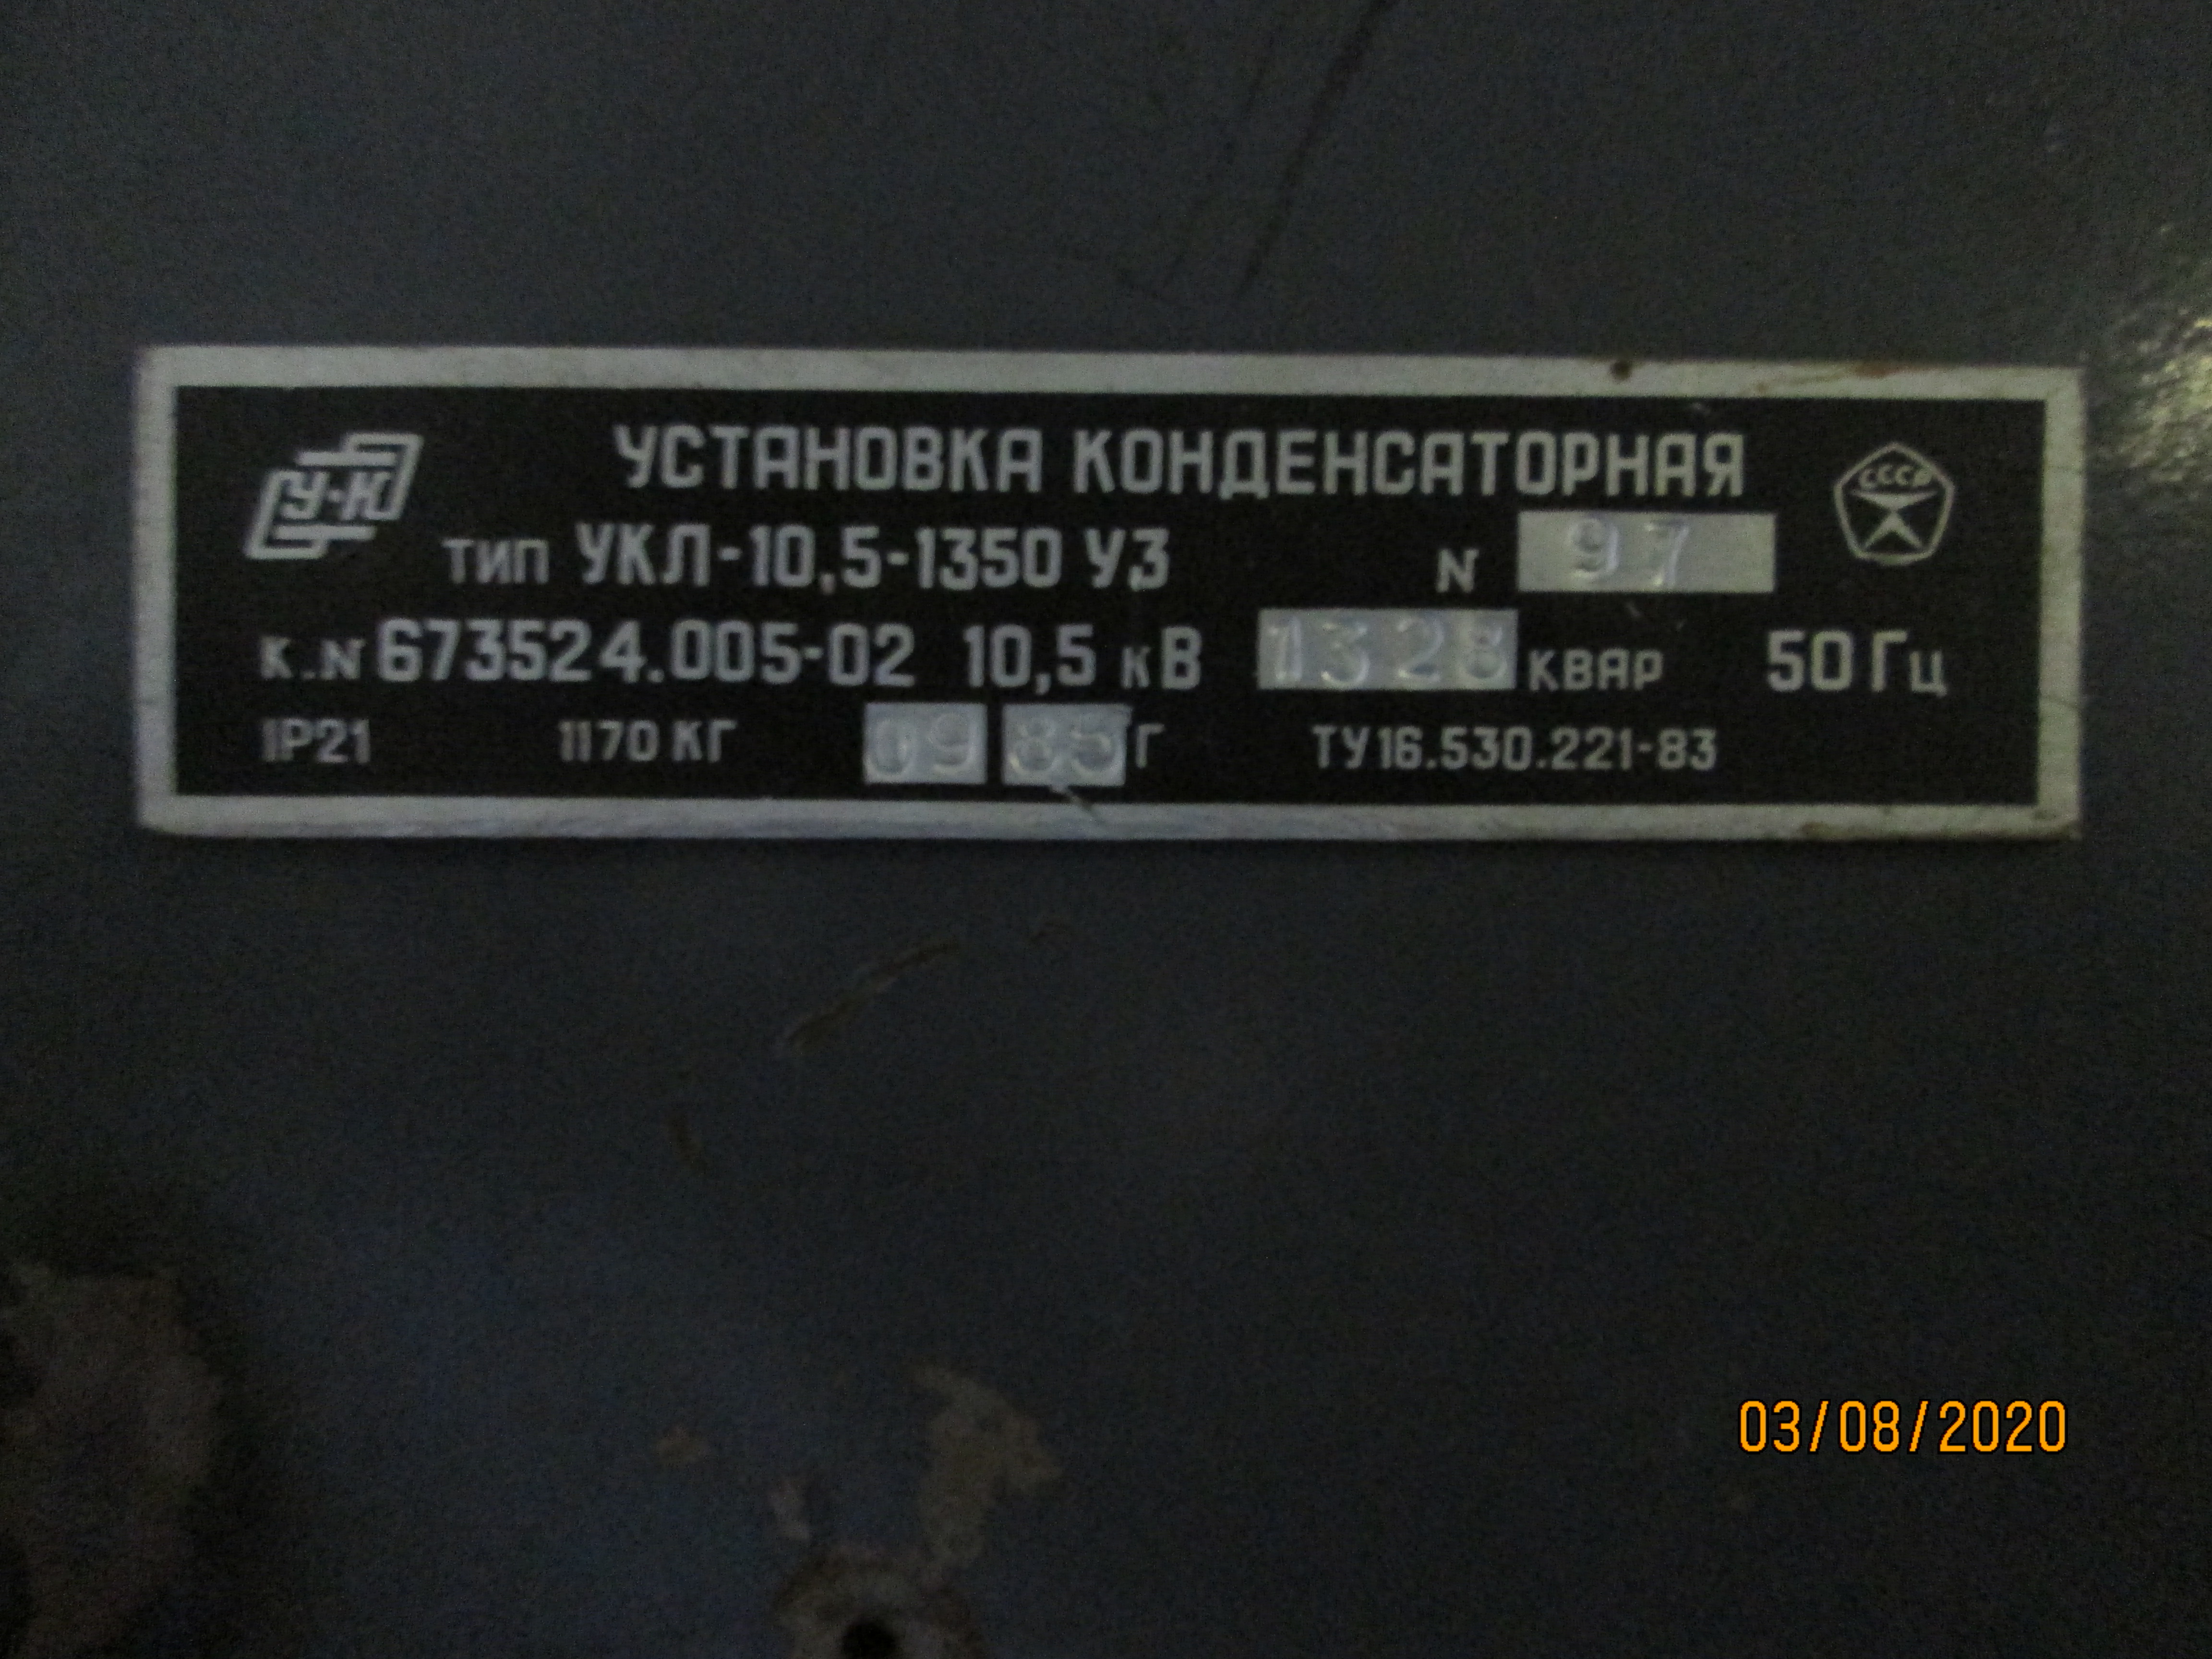 У-К УСТАНОВКА КОНДЕНСАТОРНАЯ СССР
ТИП УКЛ-10,5-1350 У3 N 97
К.N 673524.005-02 10,5 кВ 1328 КВАР 50 Гц
IP21 1170 КГ 09 85 Г ТУ16.530.221-83
03/08/2020